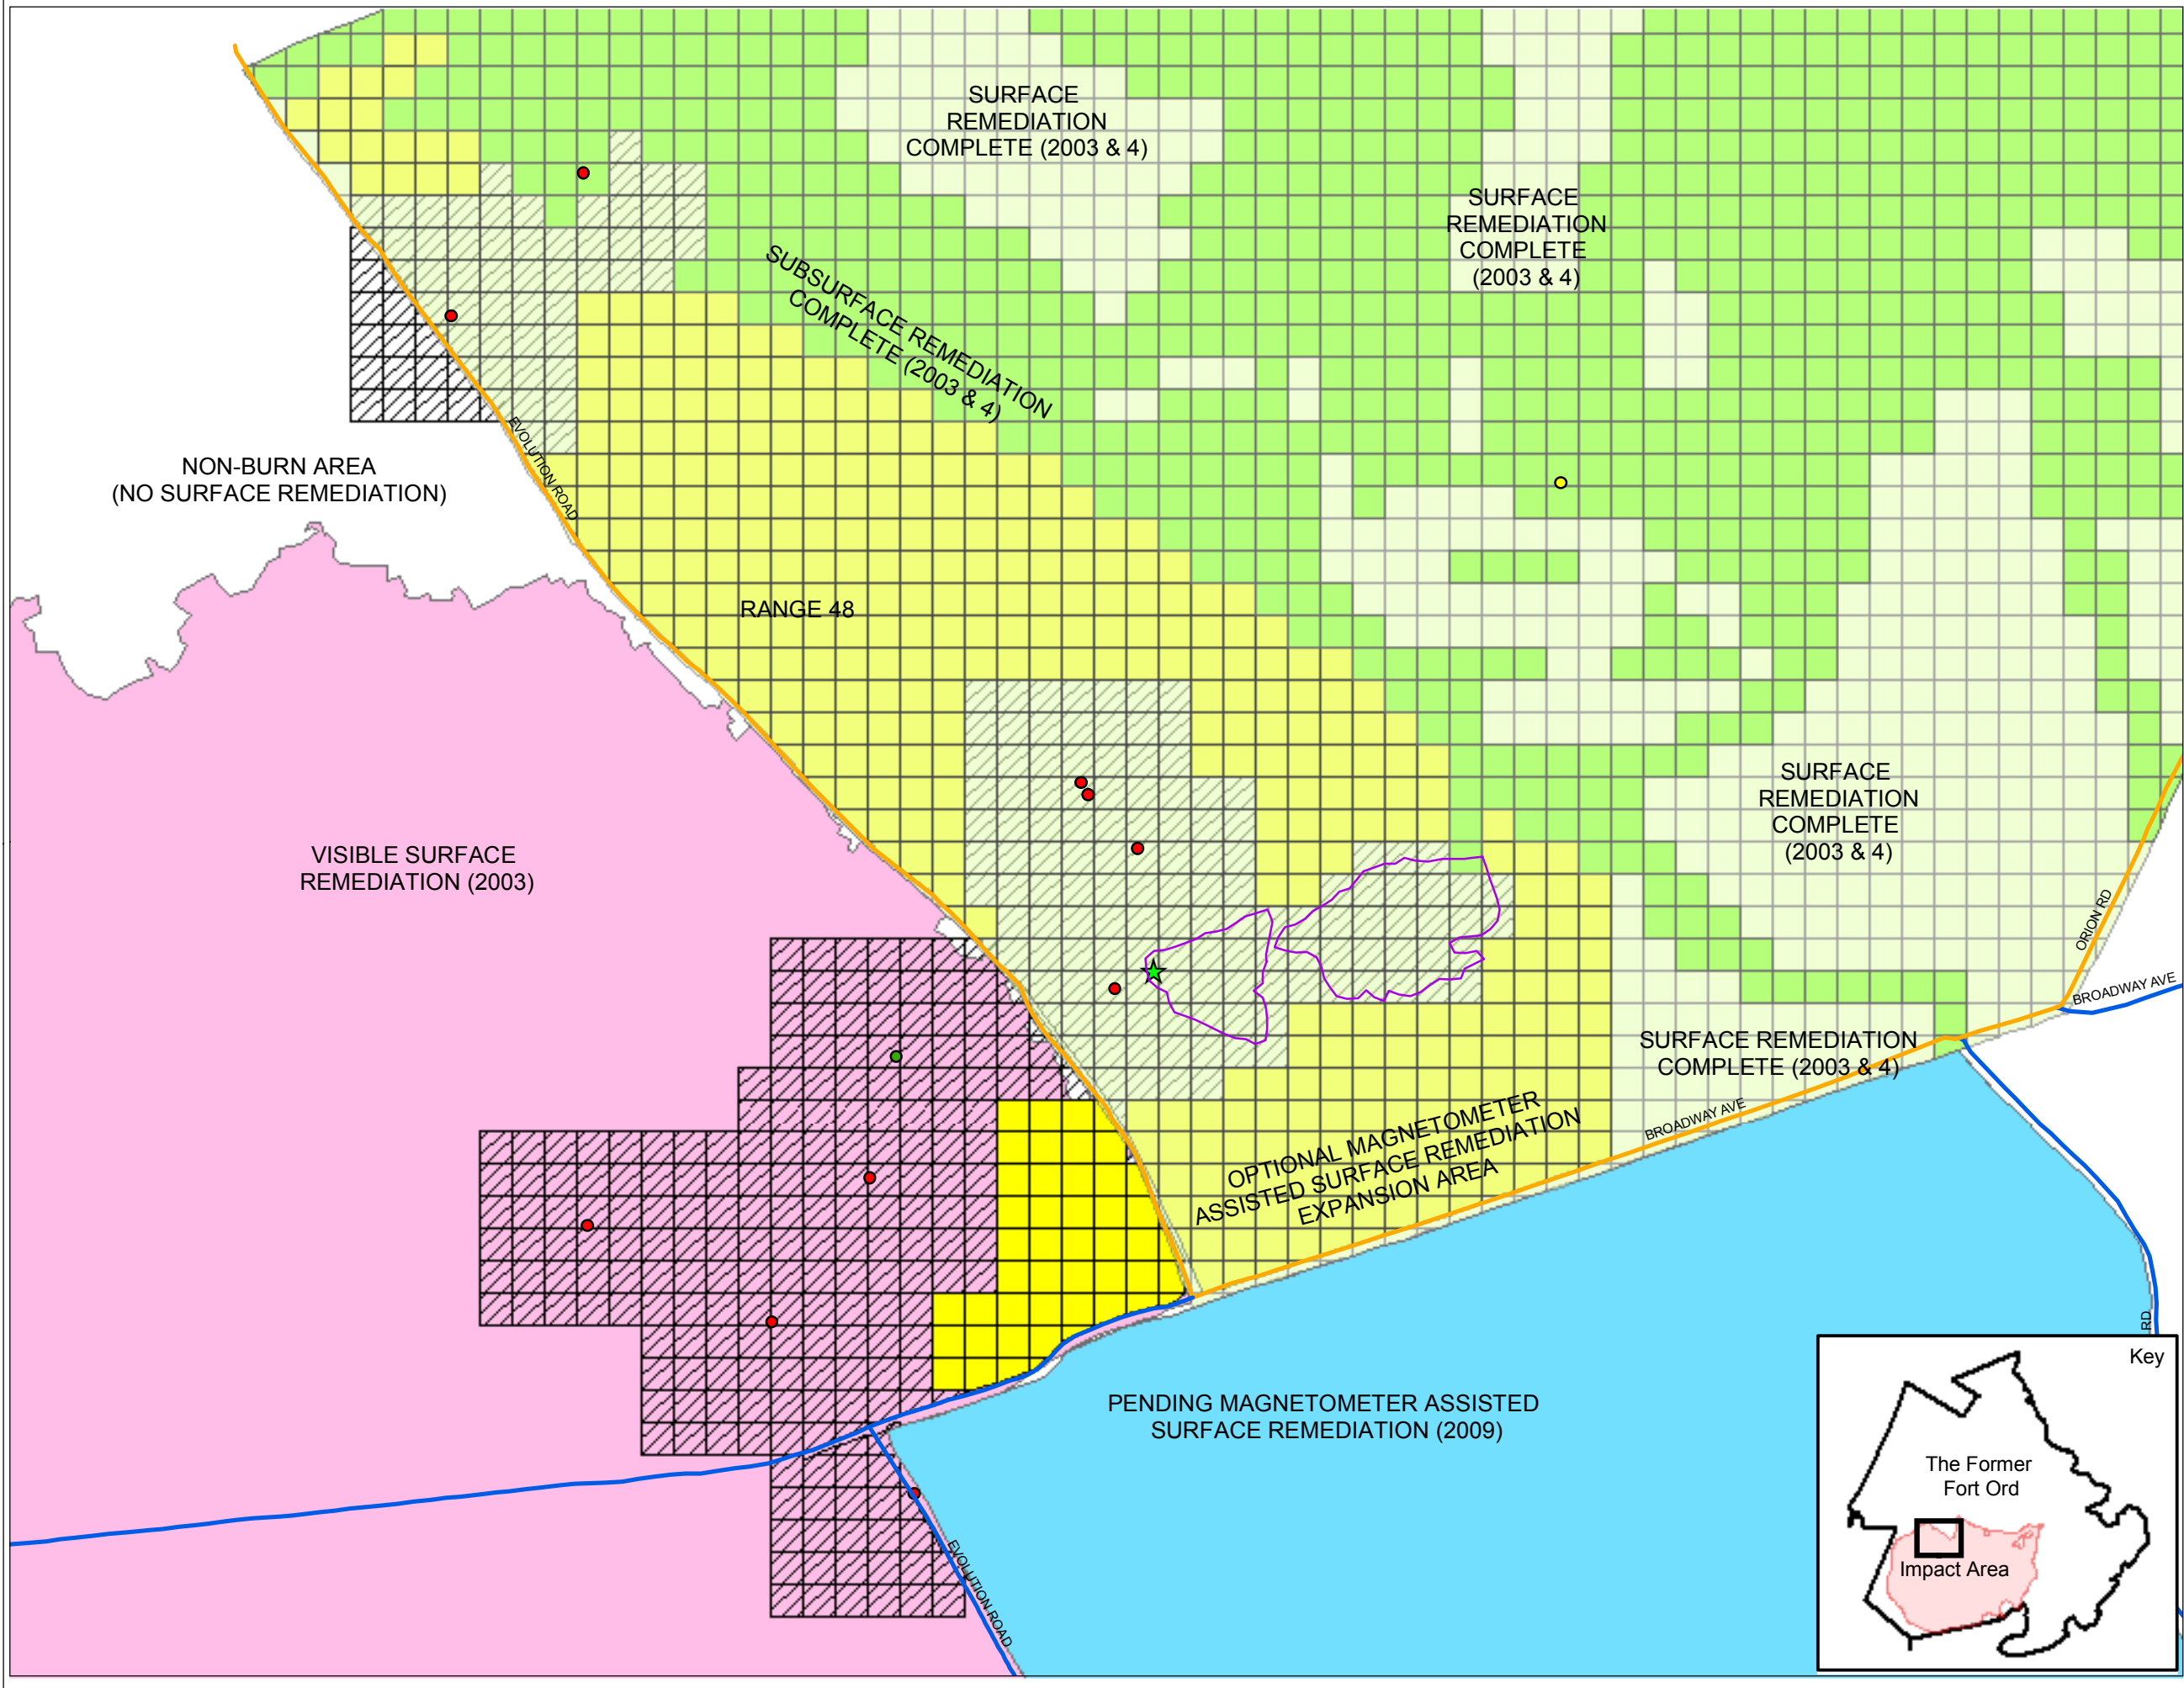 SURFACE
REMEDIATION
COMPLETE (2003 & 4)
SURFACE
REMEDIATION
COMPLETE
(2003 & 4)
SUBSURFACE REMEDIATION
COMPLETE (2003 & 4)
EVOLUTION ROAD
NON-BURN AREA
(NO SURFACE REMEDIATION)
RANGE 48
VISIBLE SURFACE
REMEDIATION (2003)
SURFACE
REMEDIATION
COMPLETE
(2003 & 4)
ORION RD
BROADWAY AVE
SURFACE REMEDIATION
COMPLETE (2003 & 4)
BROADWAY AVE
OPTIONAL MAGNETOMETER
ASSISTED SURFACE REMEDIATION
EXPANSION AREA
RD
PENDING MAGNETOMETER ASSISTED
SURFACE REMEDIATION (2009)
EVOLUTION ROAD
Key
The Former
Fort Ord
Impact Area